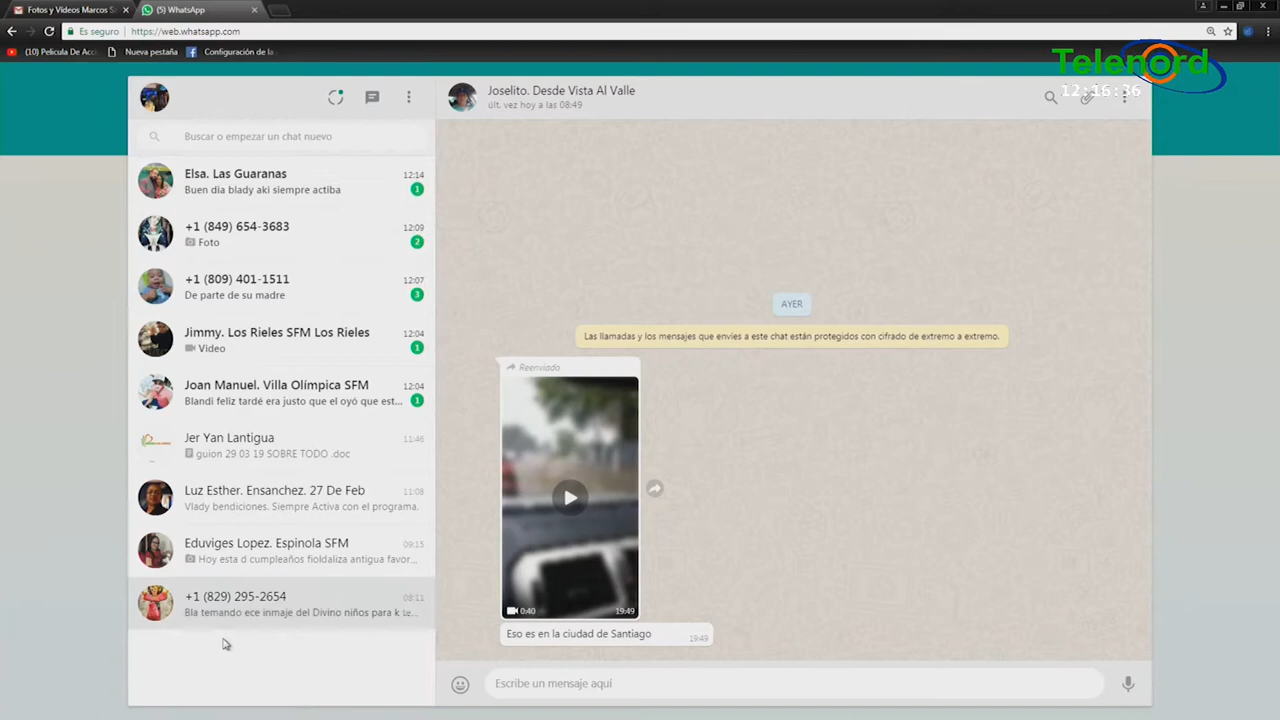 Fotos y Videos Marcos S
(5) WhatsApp
Es seguro
https://web.whatsapp.com
(10) Pelicula De Acci
Nueva pestaña
Configuración de la
Telenord
12:16:36
Joselito. Desde Vista Al Valle
últ. vez hoy a las 08:49
Buscar o empezar un chat nuevo
Elsa. Las Guaranas
12:14
Buen dia blady aki siempre actiba
1
+1 (849) 654-3683
12:09
Foto
2
+1 (809) 401-1511
12:07
De parte de su madre
3
Jimmy. Los Rieles SFM Los Rieles
12:04
Video
1
Joan Manuel. Villa Olímpica SFM
12:04
Blandi feliz tardé era justo que el oyó que est...
1
Jer Yan Lantigua
11:46
guion 29 03 19 SOBRE TODO .doc
Luz Esther. Ensanchez. 27 De Feb
11:08
Vlady bendiciones. Siempre Activa con el programa.
Eduviges Lopez. Espinola SFM
09:15
Hoy esta d cumpleaños fioldaliza antigua favor...
+1 (829) 295-2654
08:11
Bla temando ece inmaje del Divino niños para k te...
AYER
Las llamadas y los mensajes que envíes a este chat están protegidos con cifrado de extremo a extremo.
Reenviado
0:40
19:49
Eso es en la ciudad de Santiago
19:49
Escribe un mensaje aquí